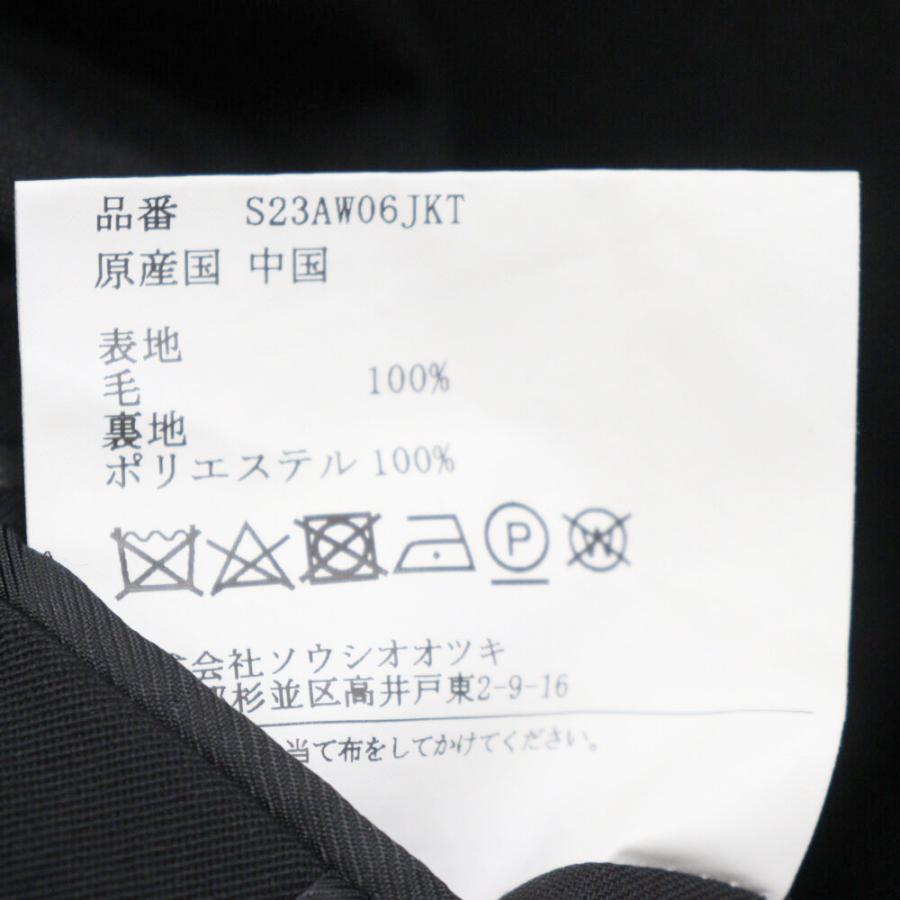 品番 S23AW06JKT
原産国 中国
表地
毛 100%
裏地
ポリエステル 100%
P W
会社ソウシオオツキ
杉並区高井戸東2-9-16
当て布をしてかけてください。